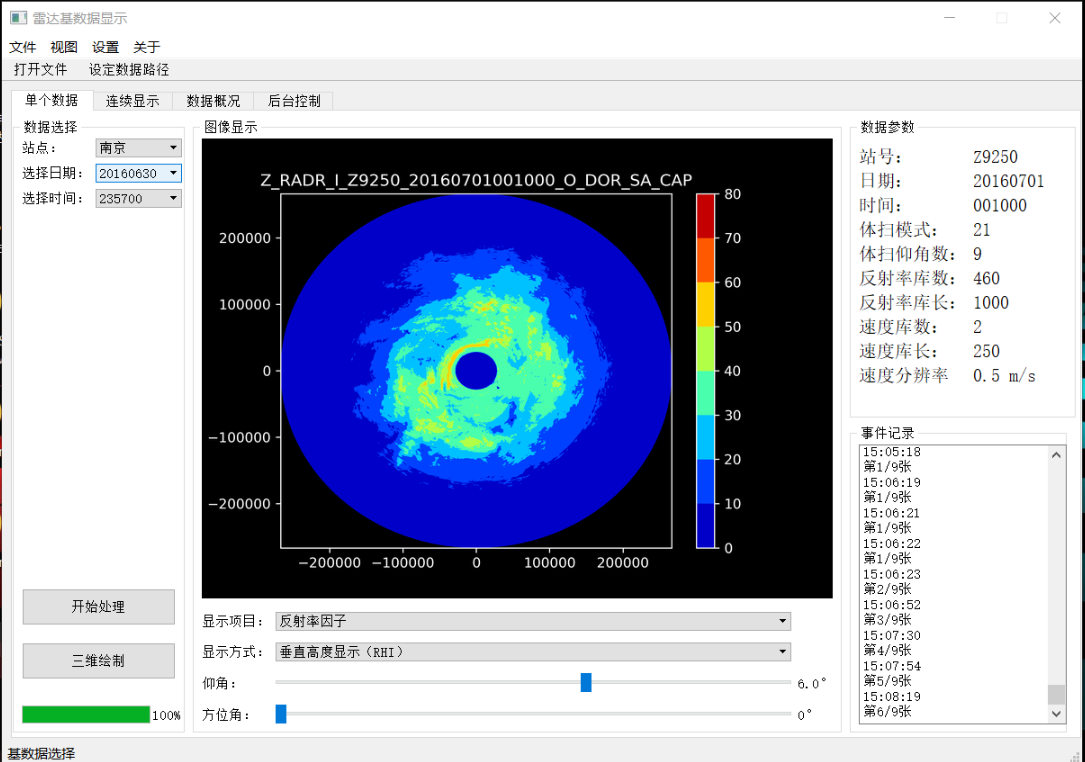 雷达基数据显示
文件 视图 设置 关于
打开文件 设定数据路径
单个数据 连续显示 数据概况 后台控制
数据选择
站点： 南京
选择日期： 20160630
选择时间： 235700
开始处理
三维绘制
100%
图像显示
Z_RADR_I_Z9250_20160701001000_O_DOR_SA_CAP
200000
100000
0
−100000
−200000
−200000 −100000 0 100000 200000
80
70
60
50
40
30
20
10
0
显示项目： 反射率因子
显示方式： 垂直高度显示（RHI）
仰角： 6.0°
方位角： 0°
数据参数
站号： Z9250
日期： 20160701
时间： 001000
体扫模式： 21
体扫仰角数： 9
反射率库数： 460
反射率库长： 1000
速度库数： 2
速度库长： 250
速度分辨率 0.5 m/s
事件记录
15:05:18
第1/9张
15:06:19
第1/9张
15:06:21
第1/9张
15:06:22
第1/9张
15:06:23
第2/9张
15:06:52
第3/9张
15:07:30
第4/9张
15:07:54
第5/9张
15:08:19
第6/9张
基数据选择